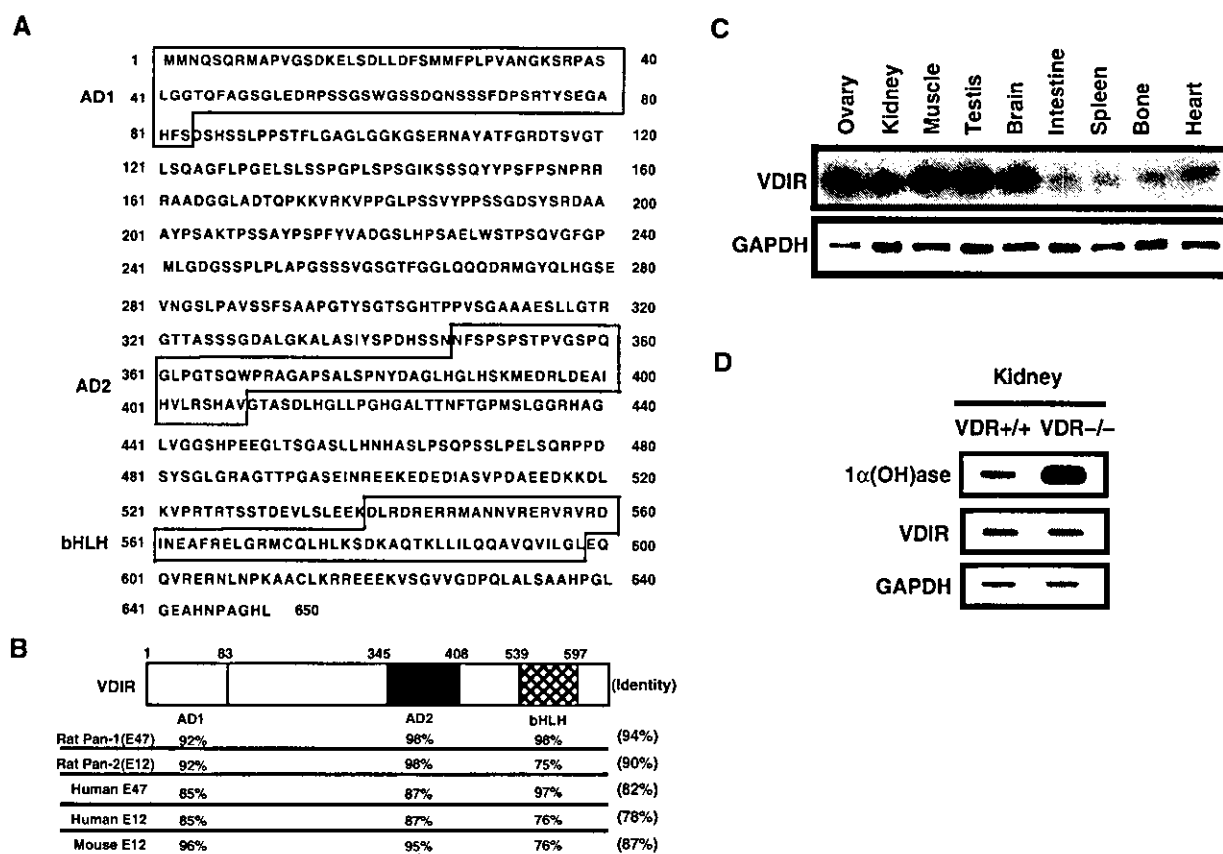 A
1 MMNQSQRMAPVGSDKELSDLLDFSMMFPLPVANGKSRPAS 40
AD1 41 LGGTQFAGSGLEDRPSSGSWGSSDQNSSSFDPSRTYSEGA 80
81 HFSDSHSSLPPSTFLGAGLGGKGSERNAYATFGRDTSVGT 120
121 LSQAGFLPGELSLSSPGPLSPSGIKSSSQYYPSFPSNPRR 160
161 RAADGGLADTQPKKVRKVPPGLPSSVYPPSSGDSYSRDAA 200
201 AYPSAKTPSSAYPSPFYVADGSLHPSAELWSTPSQVGFGP 240
241 MLGDGSSPLPLAPGSSSVGSGTFGGLQQQDRMGYQLHGSE 280
281 VNGSLPAVSSFSAAPGTYSGTSGHTPPVSGAAAESLLGTR 320
321 GTTASSSGDALGKALASIYSPDHSSNNFSPSPSTPVGSPQ 360
AD2 361 GLPGTSQWPRAGAPSALSPNYDAGLHGLHSKMEDRLDEAI 400
401 HVLRSHAVGTASDLHGLLPGHGALTTNFTGPMSLGGRHAG 440
441 LVGGSHPEEGLTSGASLLHNHASLPSQPSSLPELSQRPPD 480
481 SYSGLGRAGTTPGASEINREEKEDEDIASVPDAEEDKKDL 520
521 KVPRTRTSSTDEVLSLEEKDLRDRERRMANNVRERVRVRD 560
bHLH 561 INEAFRELGRMCQLHLKSDKAQTKLLILQQAVQVILGLEQ 600
601 QVRERNLNPKAACLKRREEEKVSGVVGDPQLALSAAHPGL 640
641 GEAHNPAGHL 650
B
1 83 345 408 539 597
VDIR (Identity)
AD1 AD2 bHLH
Rat Pan-1(E47) 92% 98% 98% (94%)
Rat Pan-2(E12) 92% 98% 75% (90%)
Human E47 85% 87% 97% (82%)
Human E12 85% 87% 76% (78%)
Mouse E12 96% 95% 76% (87%)
C
Ovary Kidney Muscle Testis Brain Intestine Spleen Bone Heart
VDIR
GAPDH
D
Kidney
VDR+/+ VDR−/−
1α(OH)ase
VDIR
GAPDH